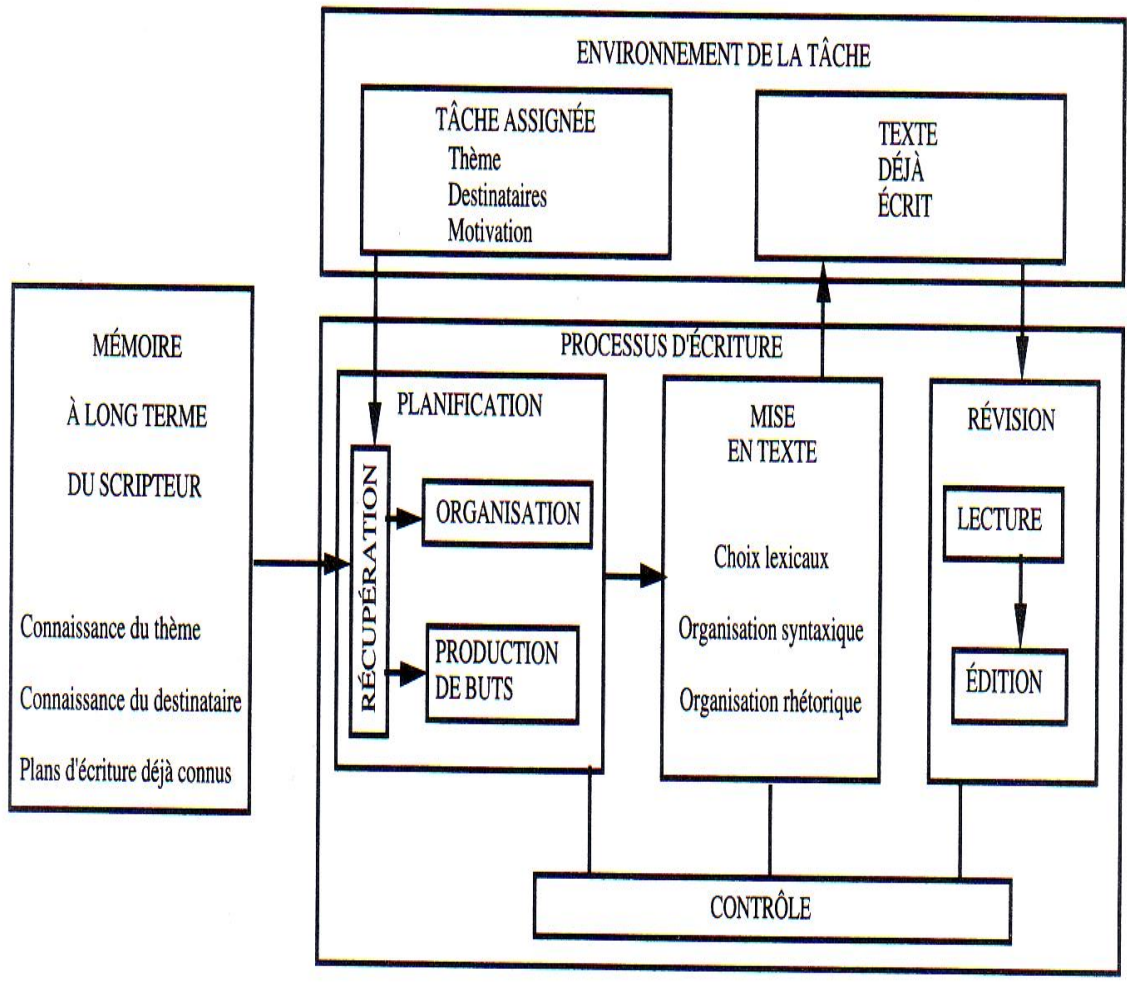 ENVIRONNEMENT DE LA TÂCHE
TÂCHE ASSIGNÉE
Thème
Destinataires
Motivation
TEXTE
DÉJÀ
ÉCRIT
MÉMOIRE
À LONG TERME
DU SCRIPTEUR
Connaissance du thème
Connaissance du destinataire
Plans d'écriture déjà connus
PROCESSUS D'ÉCRITURE
PLANIFICATION
RÉCUPÉRATION
ORGANISATION
PRODUCTION
DE BUTS
MISE
EN TEXTE
Choix lexicaux
Organisation syntaxique
Organisation rhétorique
RÉVISION
LECTURE
ÉDITION
CONTRÔLE